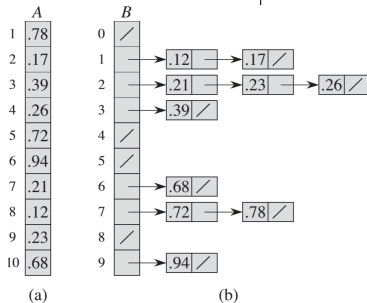 A B
1 .78 0 /
2 .17 1 .12 .17 /
3 .39 2 .21 .23 .26 /
4 .26 3 .39 /
5 .72 4 /
6 .94 5 /
7 .21 6 .68 /
8 .12 7 .72 .78 /
9 .23 8 /
10 .68 9 .94 /
(a) (b)